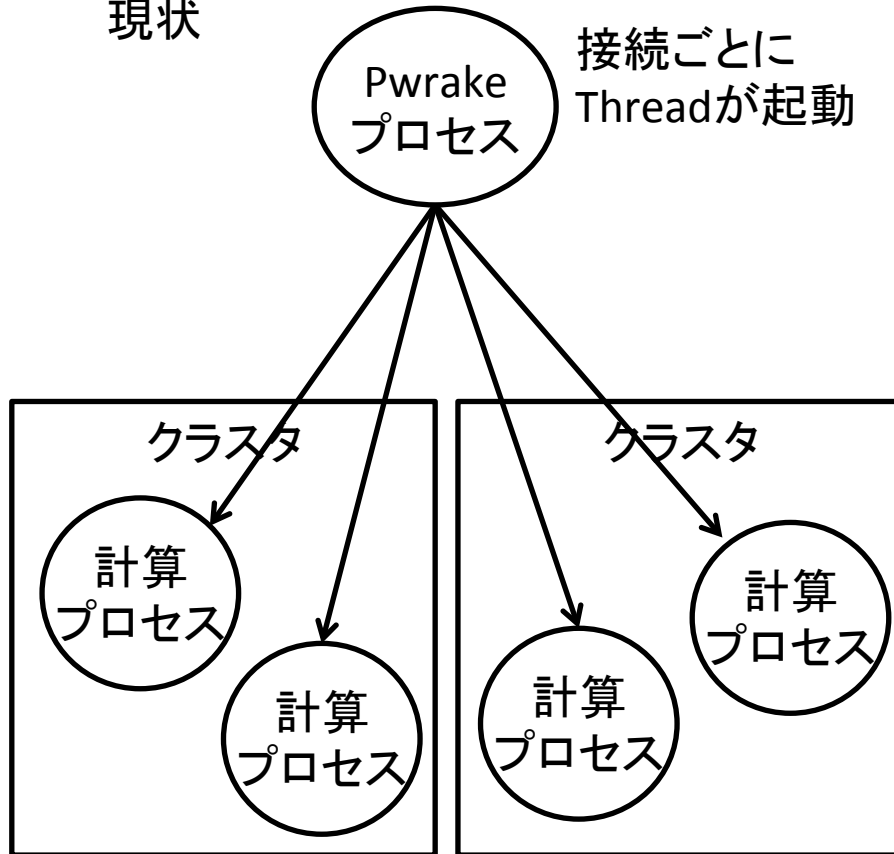 現状
Pwrake
プロセス
接続ごとに
Threadが起動
クラスタ
クラスタ
計算
プロセス
計算
プロセス
計算
プロセス
計算
プロセス